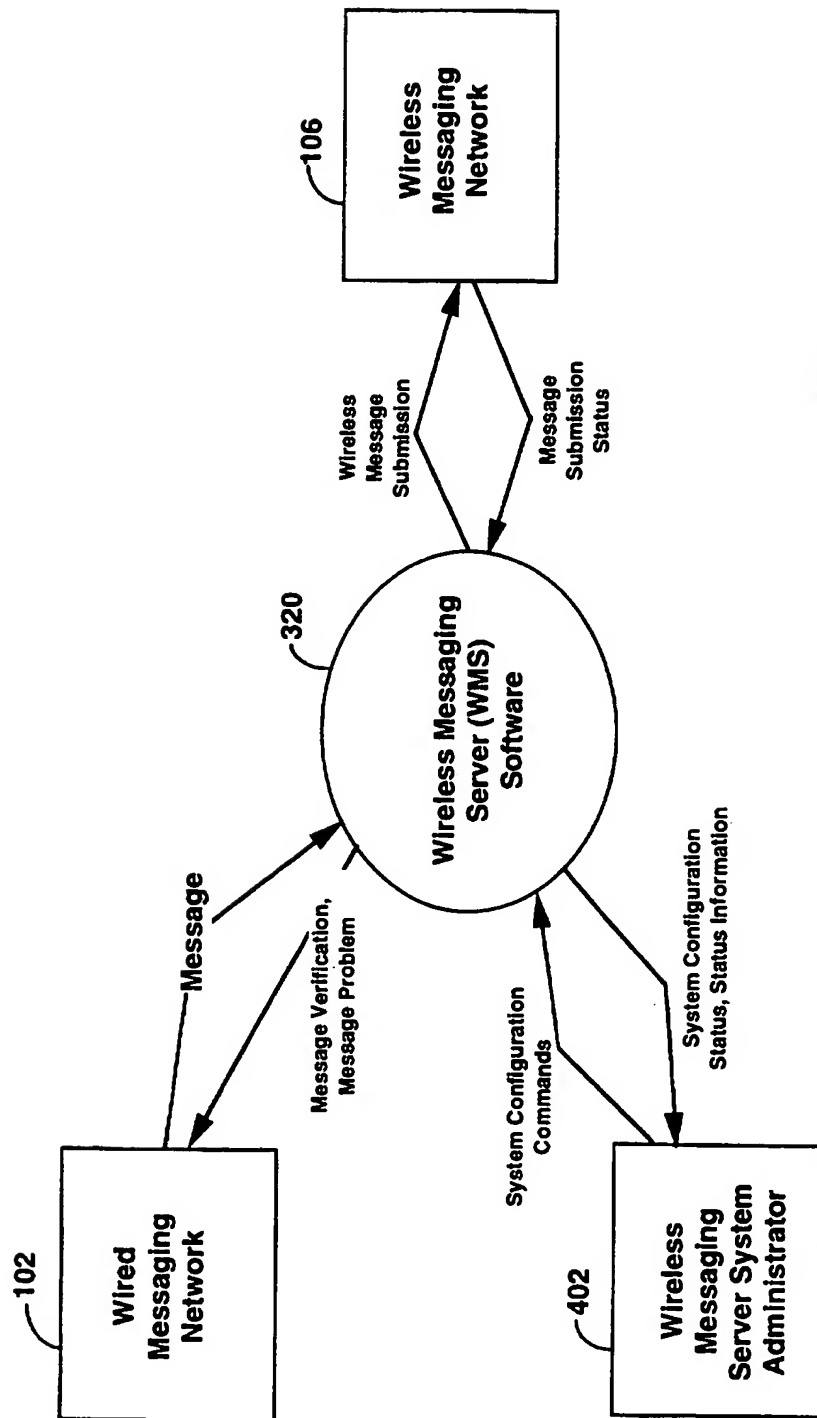 102
Wired
Messaging
Network
Message
Message Verification,
Message Problem
320
Wireless Messaging
Server (WMS)
Software
Wireless
Message
Submission
Message
Submission
Status
106
Wireless
Messaging
Network
System Configuration
Commands
System Configuration
Status, Status Information
402
Wireless
Messaging
Server System
Administrator